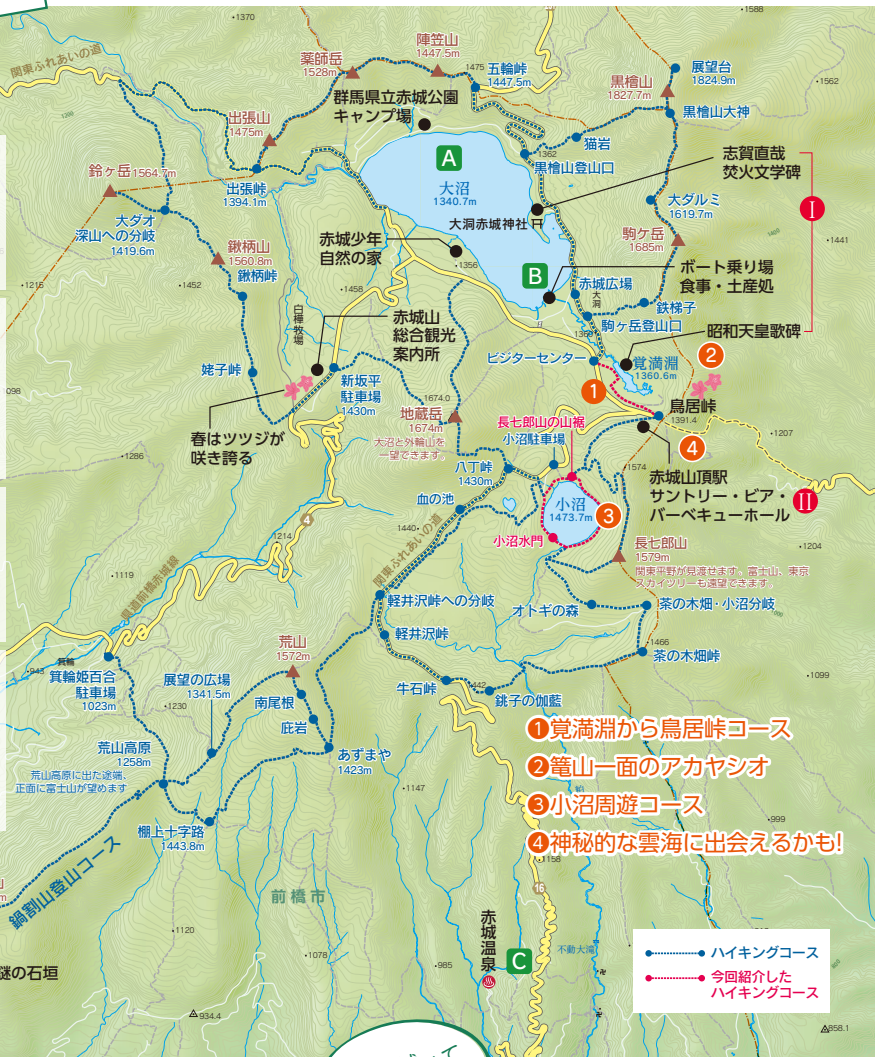 ・1370
・1588
関東ふれあいの道
薬師岳
1528m
陣笠山
1447.5m
1475
五輪峠
1447.5m
展望台
1824.9m
黒檜山
1827.7m
・1562
群馬県立赤城公園
キャンプ場
黒檜山大神
1200
出張山
1475m
猫岩
1362
黒檜山登山口
A
大沼
1340.7m
志賀直哉
焚火文学碑
I
鈴ヶ岳 1564.7m
出張峠
1394.1m
大洞赤城神社
大ダルミ
1619.7m
大ダオ
深山への分岐
1419.6m
駒ヶ岳
1685m
・1441
鍬柄山
1560.8m
赤城少年
自然の家
・1356
B
ボート乗り場
食事・土産処
・1216
鍬柄峠
・1452
・1458
赤城広場
大洞
鉄梯子
白樺牧場
赤城山
総合観光
案内所
駒ヶ岳登山口
昭和天皇歌碑
ビジターセンター
覚満淵
1360.6m
2
姥子峠
新坂平
駐車場
1430m
1674.0
1
・1098
地蔵岳
1674m
大沼と外輪山を
一望できます。
長七郎山の山裾
小沼駐車場
鳥居峠
1391.4
4
・1207
春はツツジが
咲き誇る
・1286
八丁峠
1430m
・1574
赤城山頂駅
サントリー・ビア・
バーベキューホール
II
血の池
小沼
1473.7m
3
4
1214
1440・
関東ふれあいの道
小沼水門
長七郎山
1579m
・1204
関東平野が見渡せます。富士山、東京
スカイツリーも遠望できます。
・1119
県道前橋赤城線
軽井沢峠への分岐
オトギの森
茶の木畑・小沼分岐
荒山
1572m
軽井沢峠
・1466
茶の木畑峠
・943
箕輪
箕輪姫百合
駐車場
1023m
展望の広場
1341.5m
・1230
南尾根
牛石峠
1442
銚子の伽藍
・1099
庇岩
❶覚満淵から鳥居峠コース
荒山高原
1258m
あずまや
1423m
❷篭山一面のアカヤシオ
荒山高原に出た途端、
正面に富士山が望めます
・1147
❸小沼周遊コース
・999
棚上十字路
1443.8m
❹神秘的な雲海に出会えるかも!
・1158
鍋割山登山コース
16
前橋市
・1120
赤城温泉
C
不動大滝
・1078
・985
ハイキングコース
謎の石垣
今回紹介した
ハイキングコース
934.4
858.1